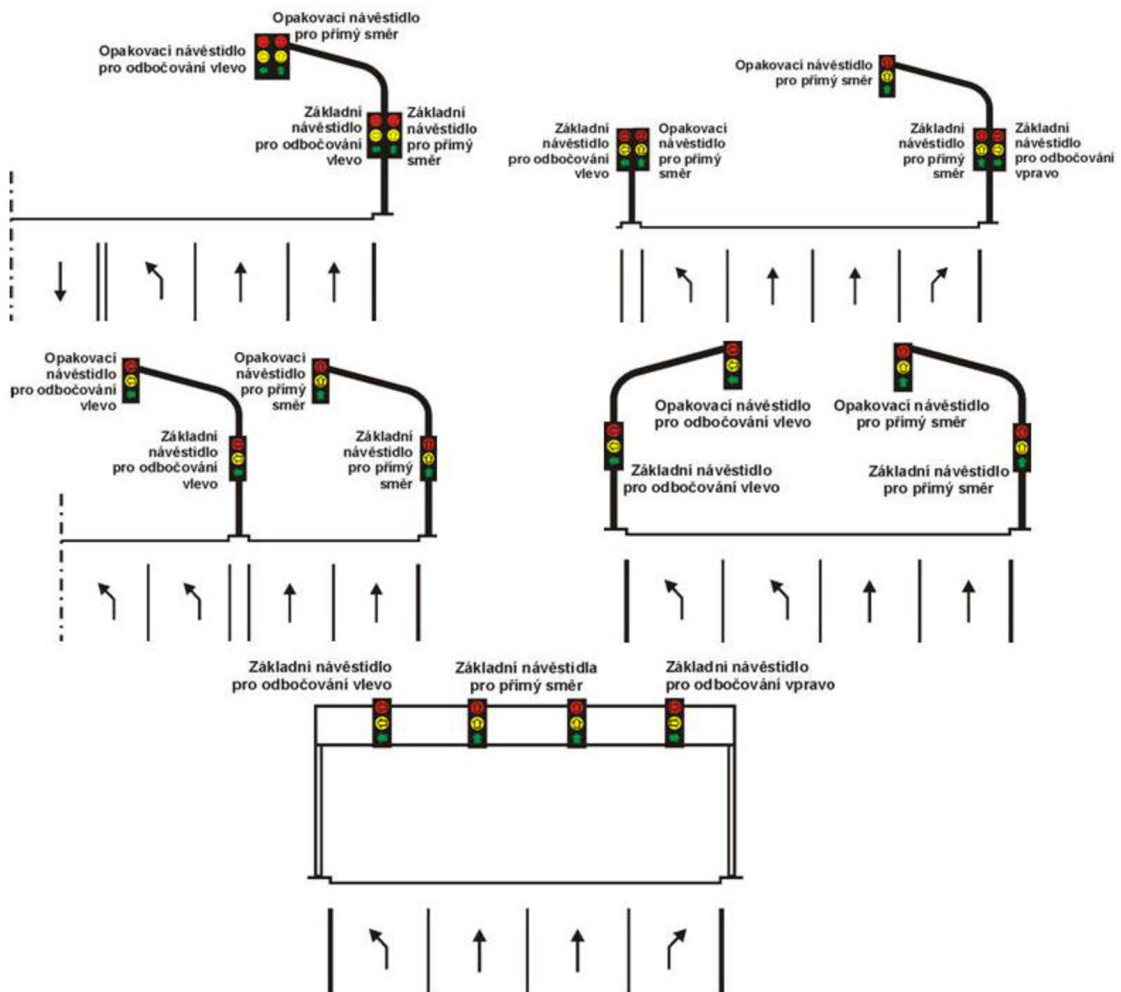 Opakovací návěstidlo
pro přímý směr
Opakovací návěstidlo
pro odbočování vlevo
Základní
návěstidlo
pro odbočování
vlevo
Základní
návěstidlo
pro přímý
směr
Opakovací návěstidlo
pro přímý směr
Základní
návěstidlo
pro odbočování
vlevo
Opakovací
návěstidlo
pro přímý
směr
Základní
návěstidlo
pro přímý
směr
Základní
návěstidlo
pro odbočování
vpravo
Opakovací
návěstidlo
pro odbočování
vlevo
Opakovací
návěstidlo
pro přímý
směr
Základní
návěstidlo
pro odbočování
vlevo
Základní
návěstidlo
pro přímý
směr
Opakovací návěstidlo
pro odbočování vlevo
Opakovací návěstidlo
pro přímý směr
Základní návěstidlo
pro odbočování vlevo
Základní návěstidlo
pro přímý směr
Základní návěstidlo
pro odbočování vlevo
Základní návěstidla
pro přímý směr
Základní návěstidlo
pro odbočování vpravo